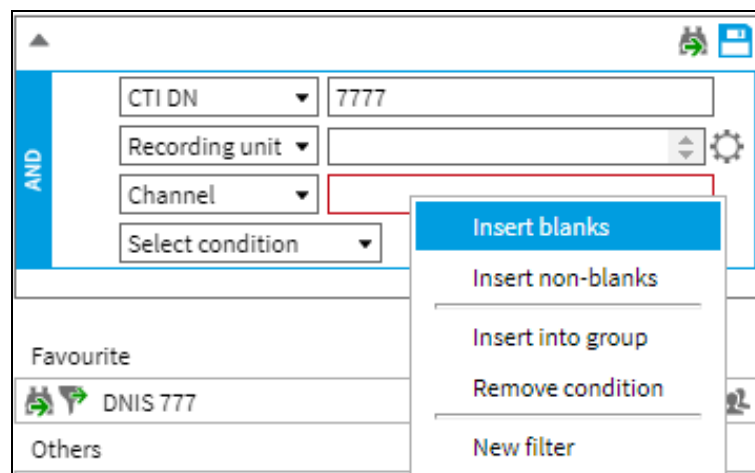 CTI DN 7777
Recording unit
AND
Channel
Select condition
Insert blanks
Insert non-blanks
Insert into group
Remove condition
New filter
Favourite
DNIS 777
Others